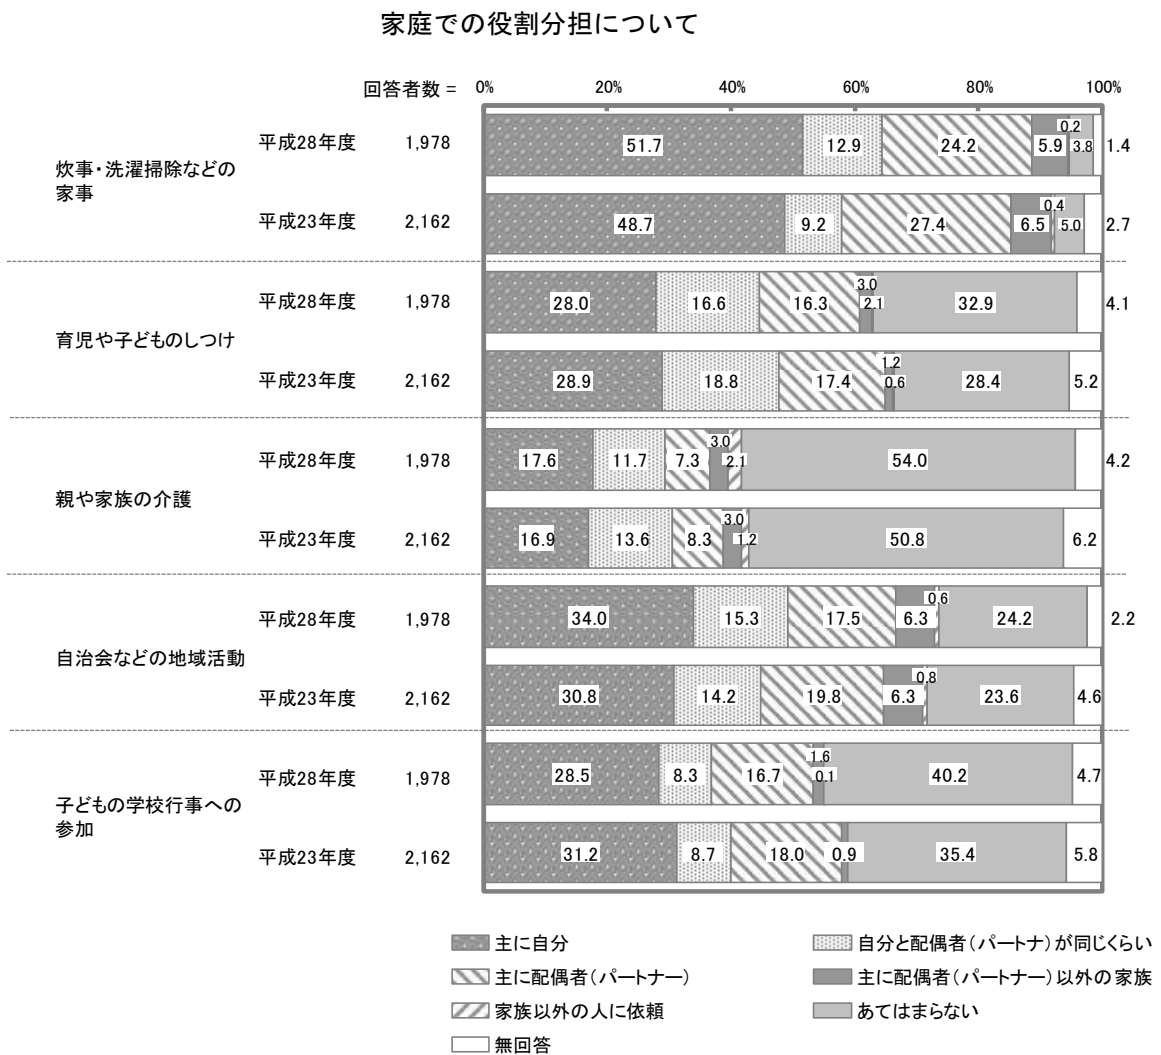 家庭での役割分担について
回答者数 = 0% 20% 40% 60% 80% 100%
平成28年度 1,978 51.7 12.9 24.2 5.9 0.2 3.8 1.4
炊事・洗濯掃除などの
家事
平成23年度 2,162 48.7 9.2 27.4 6.5 0.4 5.0 2.7
平成28年度 1,978 28.0 16.6 16.3 3.0 2.1 32.9 4.1
育児や子どものしつけ
平成23年度 2,162 28.9 18.8 17.4 1.2 0.6 28.4 5.2
平成28年度 1,978 17.6 11.7 7.3 3.0 2.1 54.0 4.2
親や家族の介護
平成23年度 2,162 16.9 13.6 8.3 3.0 1.2 50.8 6.2
平成28年度 1,978 34.0 15.3 17.5 6.3 0.6 24.2 2.2
自治会などの地域活動
平成23年度 2,162 30.8 14.2 19.8 6.3 0.8 23.6 4.6
平成28年度 1,978 28.5 8.3 16.7 1.6 0.1 40.2 4.7
子どもの学校行事への
参加
平成23年度 2,162 31.2 8.7 18.0 0.9 35.4 5.8
主に自分 自分と配偶者(パートナ)が同じくらい
主に配偶者(パートナー) 主に配偶者(パートナー)以外の家族
家族以外の人に依頼 あてはまらない
無回答